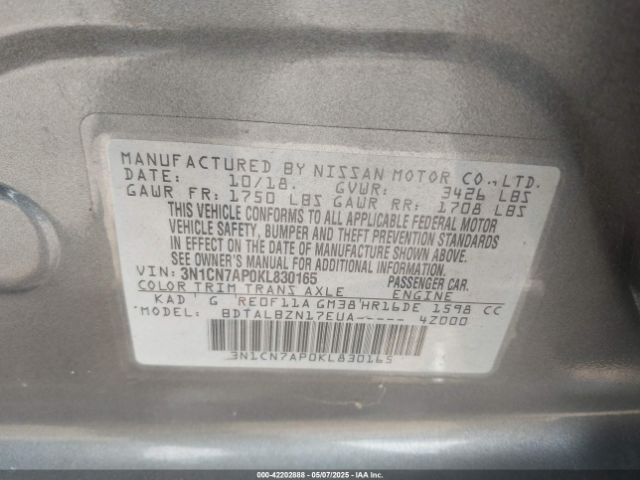 MANUFACTURED BY NISSAN MOTOR CO.,LTD.
DATE: 10/18. GVWR: 3426 LBS
GAWR FR: 1750 LBS GAWR RR: 1708 LBS
THIS VEHICLE CONFORMS TO ALL APPLICABLE FEDERAL MOTOR
VEHICLE SAFETY, BUMPER AND THEFT PREVENTION STANDARDS
IN EFFECT ON THE DATE OF MANUFACTURE SHOWN ABOVE.
SEE OWNER'S MANUAL FOR ADDITIONAL INFORMATION
VIN: 3N1CN7AP0KL830165 PASSENGER CAR.
COLOR TRIM TRANS AXLE ENGINE
KAD G RE0F11A GM38 HR16DE 1598 CC
MODEL: BDTALBZN17EUA----- 4Z000
3N1CN7AP0KL830165
000-42202888 - 05/07/2025 - IAA Inc.